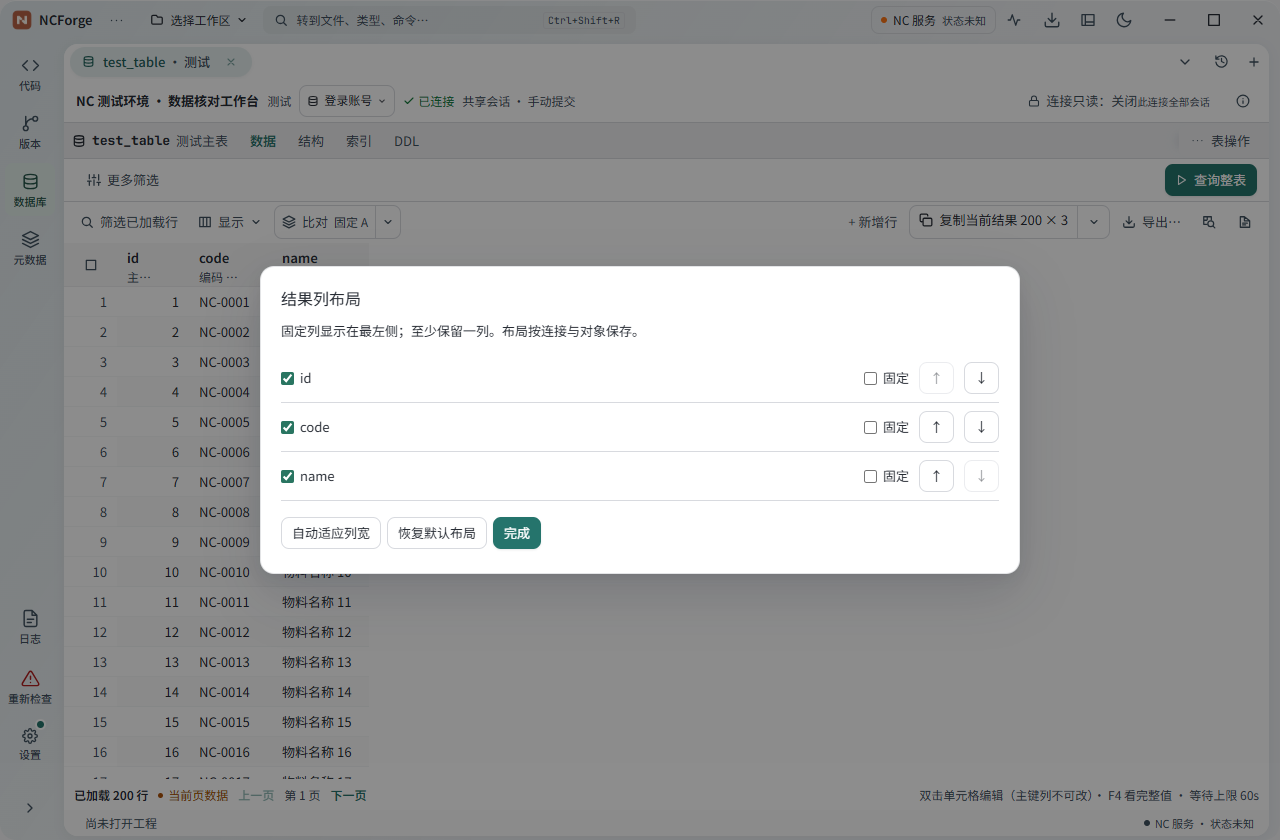 NCForge ··· 选择工作区 转到文件、类型、命令··· Ctrl+Shift+R NC 服务 状态未知
代码
版本
数据库
元数据
日志
重新检查
设置
test_table · 测试
NC 测试环境 · 数据核对工作台 测试 登录账号 已连接 共享会话 · 手动提交 连接只读：关闭此连接全部会话
test_table 测试主表 数据 结构 索引 DDL ··· 表操作
更多筛选 查询整表
筛选已加载行 显示 比对 固定 A + 新增行 复制当前结果 200 × 3 导出···
id code name
主··· 编码 ···
1 1 NC-0001
2 2 NC-0002
3 3 NC-0003
4 4 NC-0004
5 5 NC-0005
6 6 NC-0006
7 7 NC-0007
8 8 NC-0008
9 9 NC-0009
10 10 NC-0010 物料名称 10
11 11 NC-0011 物料名称 11
12 12 NC-0012 物料名称 12
13 13 NC-0013 物料名称 13
14 14 NC-0014 物料名称 14
15 15 NC-0015 物料名称 15
16 16 NC-0016 物料名称 16
17 17 NC-0017 物料名称 17
结果列布局
固定列显示在最左侧；至少保留一列。布局按连接与对象保存。
id 固定 ↑ ↓
code 固定 ↑ ↓
name 固定 ↑ ↓
自动适应列宽 恢复默认布局 完成
已加载 200 行 • 当前页数据 上一页 第 1 页 下一页 双击单元格编辑（主键列不可改） · F4 看完整值 · 等待上限 60s
尚未打开工程 NC 服务 · 状态未知